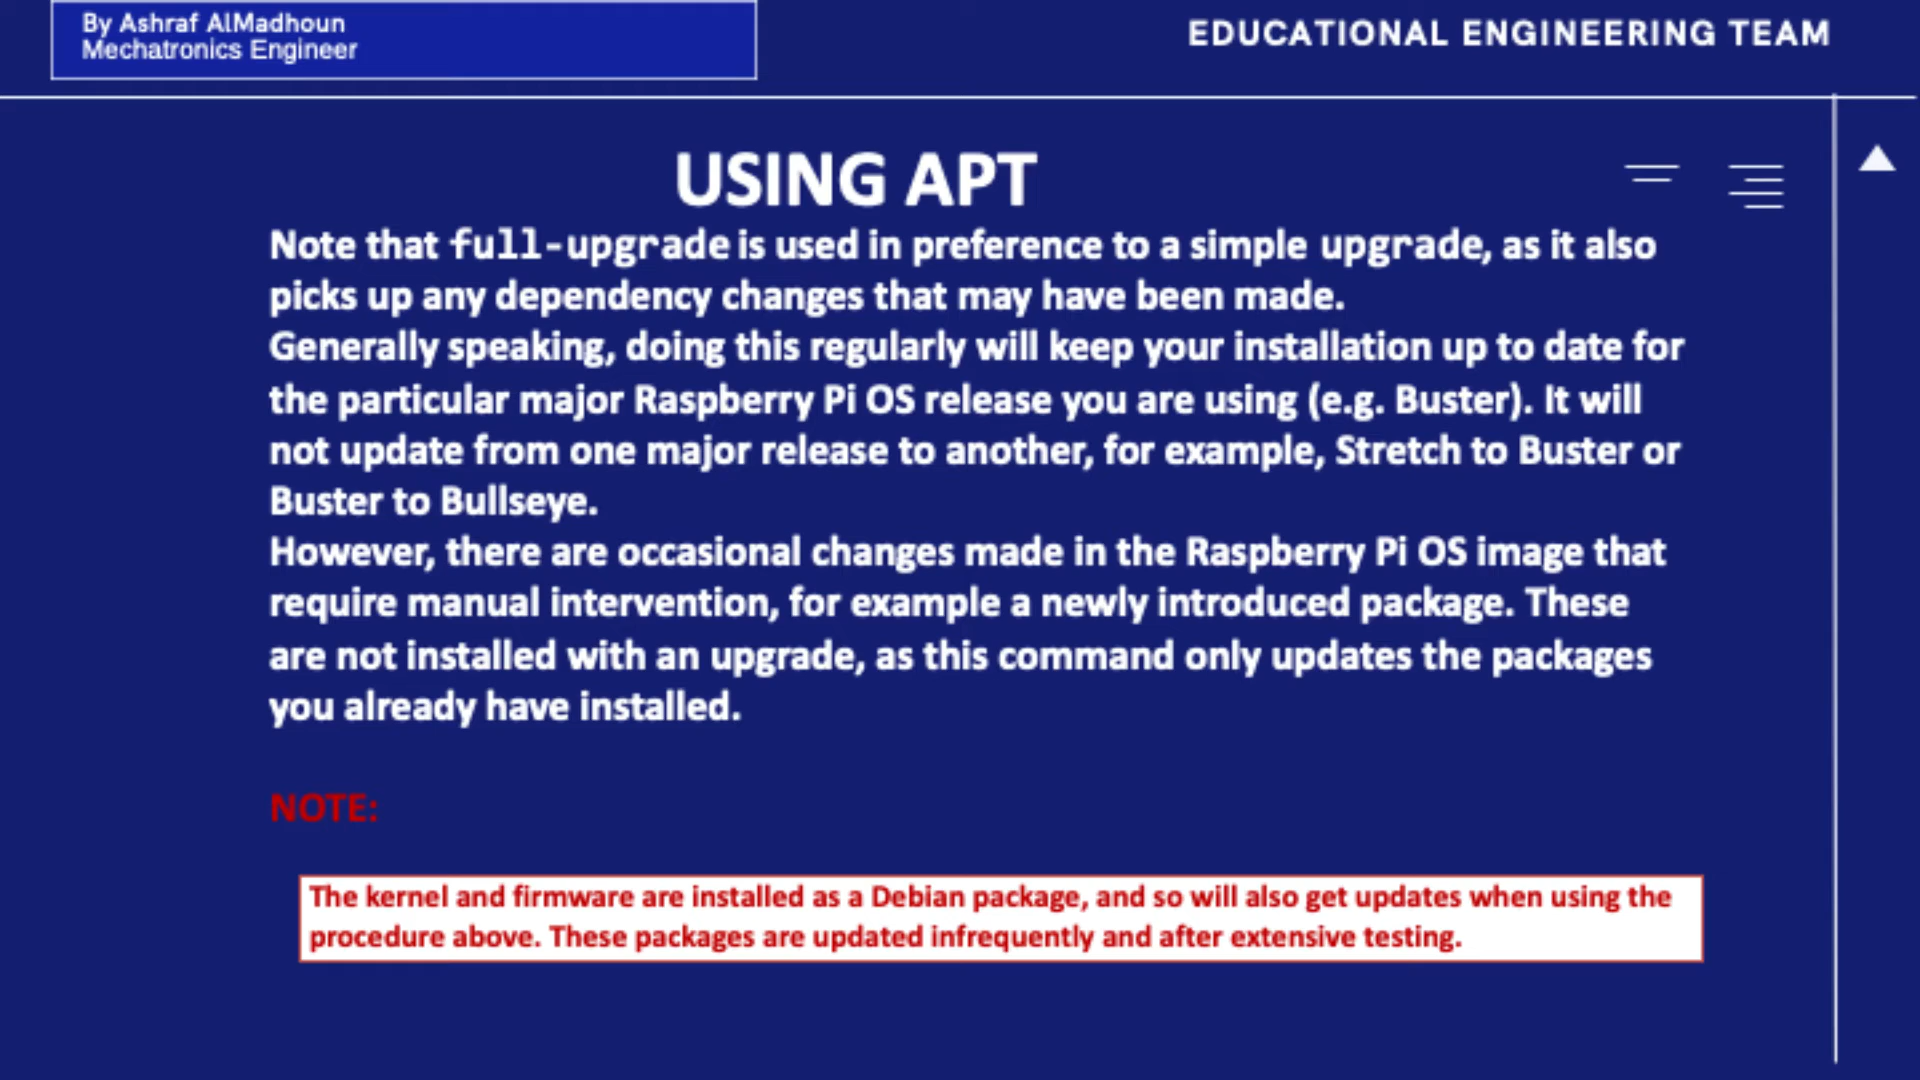 By Ashraf AlMadhoun
Mechatronics Engineer
EDUCATIONAL ENGINEERING TEAM
USING APT
Note that full-upgrade is used in preference to a simple upgrade, as it also
picks up any dependency changes that may have been made.
Generally speaking, doing this regularly will keep your installation up to date for
the particular major Raspberry Pi OS release you are using (e.g. Buster). It will
not update from one major release to another, for example, Stretch to Buster or
Buster to Bullseye.
However, there are occasional changes made in the Raspberry Pi OS image that
require manual intervention, for example a newly introduced package. These
are not installed with an upgrade, as this command only updates the packages
you already have installed.
NOTE:
The kernel and firmware are installed as a Debian package, and so will also get updates when using the
procedure above. These packages are updated infrequently and after extensive testing.